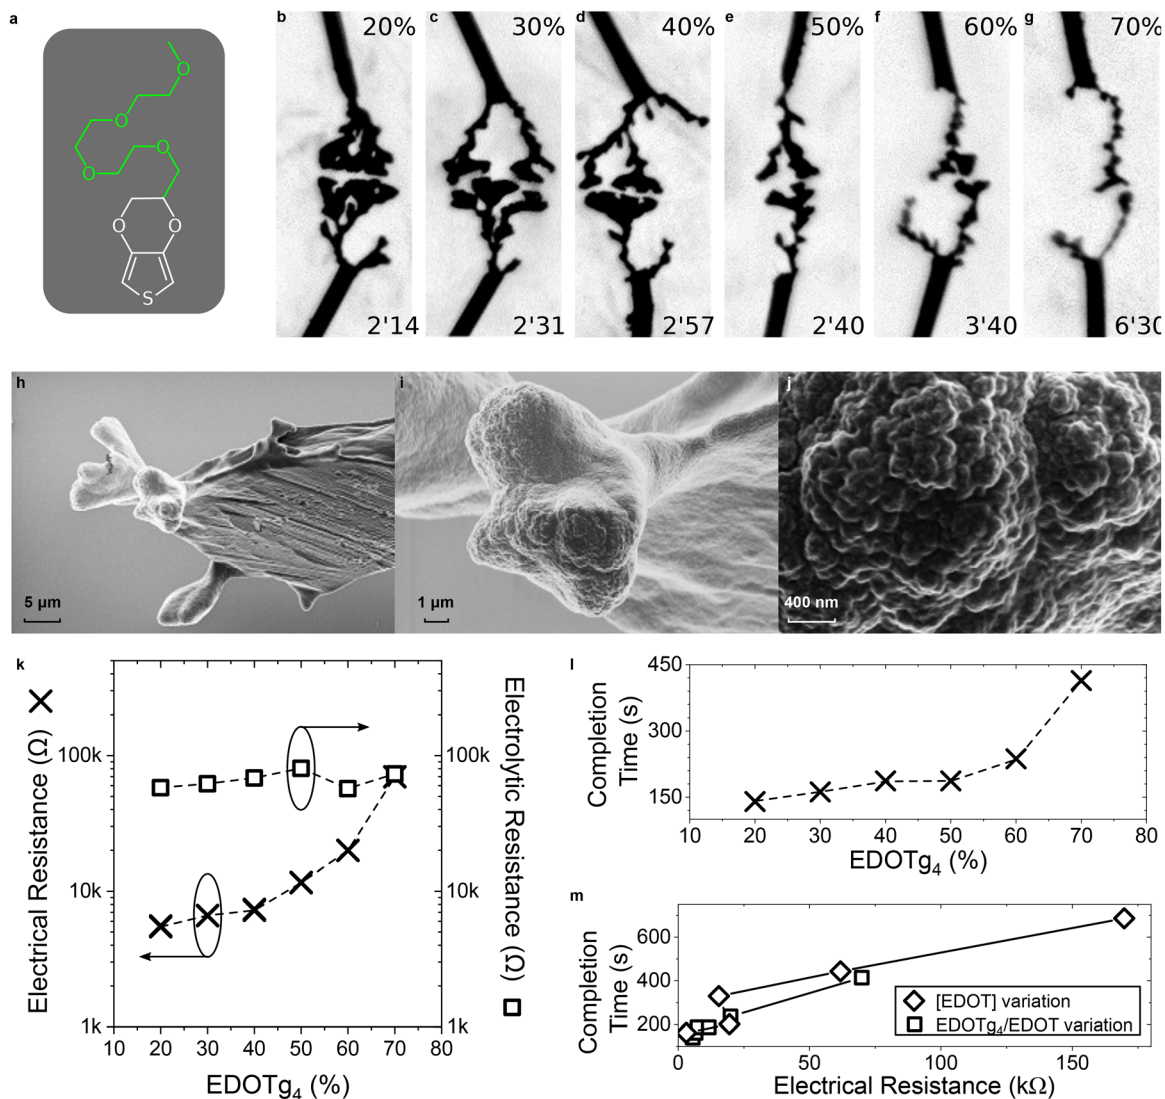 a
O
O
O
O
O
O
S
b
20%
2'14
c
30%
2'31
d
40%
2'57
e
50%
2'40
f
60%
3'40
g
70%
6'30
h
5 µm
i
1 µm
j
400 nm
k
Electrical Resistance (Ω)
100k
10k
1k
10 20 30 40 50 60 70 80
EDOTg4 (%)
100k
10k
1k
Electrolytic Resistance (Ω)
l
Completion
Time (s)
450
300
150
10 20 30 40 50 60 70 80
EDOTg4 (%)
m
Completion
Time (s)
600
400
200
0 50 100 150
Electrical Resistance (kΩ)
[EDOT] variation
EDOTg4/EDOT variation